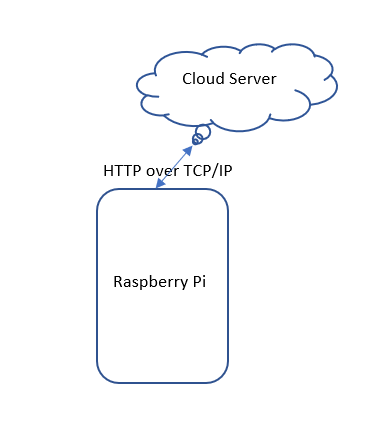 Cloud Server
HTTP over TCP/IP
Raspberry Pi